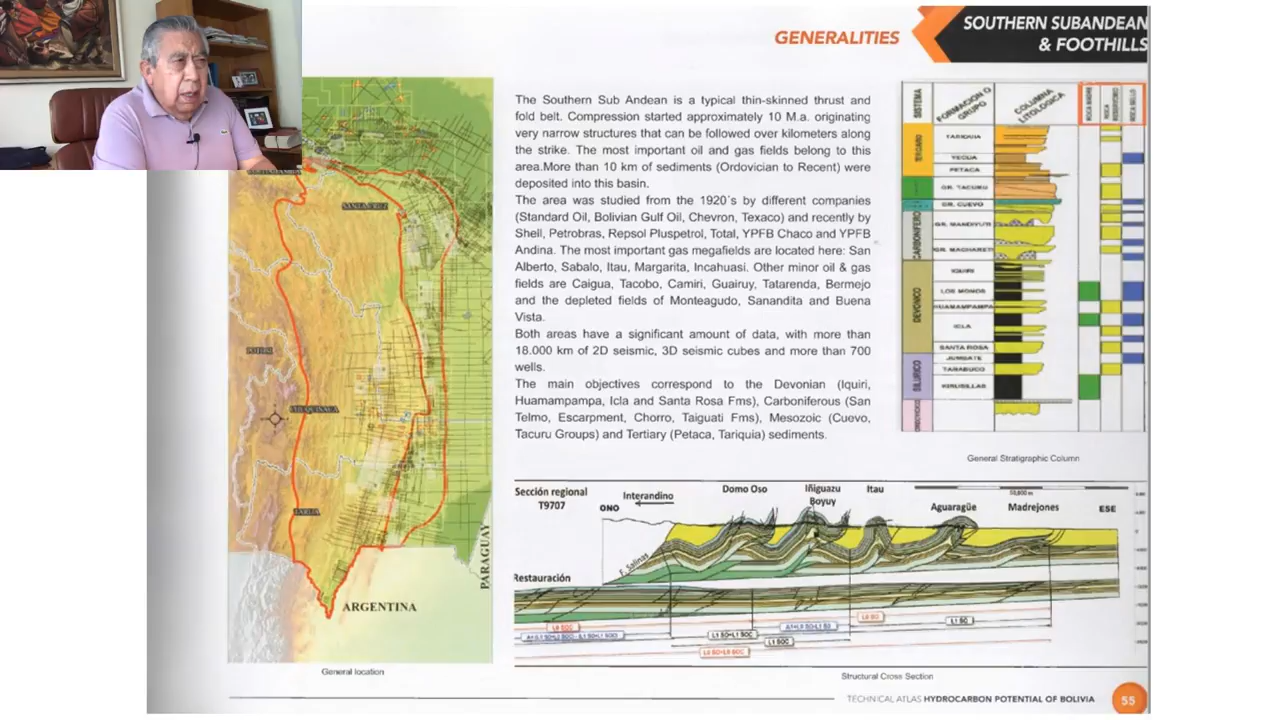 GENERALITIES
SOUTHERN SUBANDEAN
& FOOTHILLS
The Southern Sub Andean is a typical thin-skinned thrust and
fold belt. Compression started approximately 10 M.a. originating
very narrow structures that can be followed over kilometers along
the strike. The most important oil and gas fields belong to this
area.More than 10 km of sediments (Ordovician to Recent) were
deposited into this basin.
The area was studied from the 1920´s by different companies
(Standard Oil, Bolivian Gulf Oil, Chevron, Texaco) and recently by
Shell, Petrobras, Repsol Pluspetrol, Total, YPFB Chaco and YPFB
Andina. The most important gas megafields are located here: San
Alberto, Sabalo, Itau, Margarita, Incahuasi. Other minor oil & gas
fields are Caigua, Tacobo, Camiri, Guairuy, Tatarenda, Bermejo
and the depleted fields of Monteagudo, Sanandita and Buena
Vista.
Both areas have a significant amount of data, with more than
18.000 km of 2D seismic, 3D seismic cubes and more than 700
wells.
The main objectives correspond to the Devonian (Iquiri,
Huamampampa, Icla and Santa Rosa Fms), Carboniferous (San
Telmo, Escarpment, Chorro, Taiguati Fms), Mesozoic (Cuevo,
Tacuru Groups) and Tertiary (Petaca, Tariquia) sediments.
SANTA CRUZ
CHUQUISACA
TARIJA
PARAGUAY
ARGENTINA
General location
SISTEMA
FORMACION O
GRUPO
COLUMNA
LITOLOGICA
ROCA MADRE
ROCA
RESERVORIO
ROCA SELLO
TERCIARIO
TARIQUIA
YECUA
PETACA
GR. TACURU
GR. CUEVO
CARBONIFERO
GR. MANDIYUTI
GR. MACHARETI
DEVONICO
IQUIRI
LOS MONOS
HUAMAMPAMPA
ICLA
SANTA ROSA
SILURICO
TARABUCO
KIRUSILLAS
General Stratigraphic Column
Sección regional
T9707
Interandino
ONO
Domo Oso
Iñiguazu
Boyuy
Itau
Aguaragüe
Madrejones
ESE
F. Salinas
Restauración
Structural Cross Section
TECHNICAL ATLAS HYDROCARBON POTENTIAL OF BOLIVIA
55